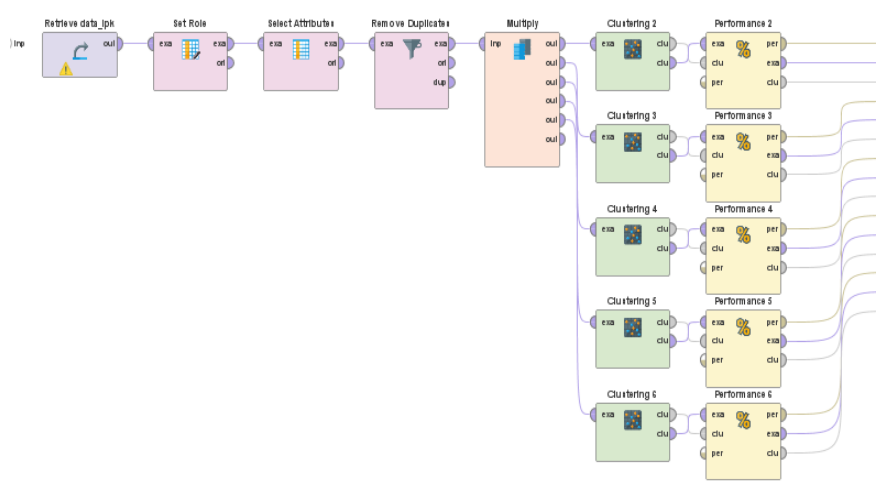 Retrieve data_ipk
Set Role
Select Attributes
Remove Duplicates
Multiply
Clustering 2
Performance 2
inp
out
exa
exa
ori
exa
exa
ori
exa
exa
ori
dup
inp
out
out
out
out
out
out
exa
clu
clu
exa
clu
per
per
exa
clu
Clustering 3
Performance 3
exa
clu
clu
exa
clu
per
per
exa
clu
Clustering 4
Performance 4
exa
clu
clu
exa
clu
per
per
exa
clu
Clustering 5
Performance 5
exa
clu
clu
exa
clu
per
per
exa
clu
Clustering 6
Performance 6
exa
clu
clu
exa
clu
per
per
exa
clu